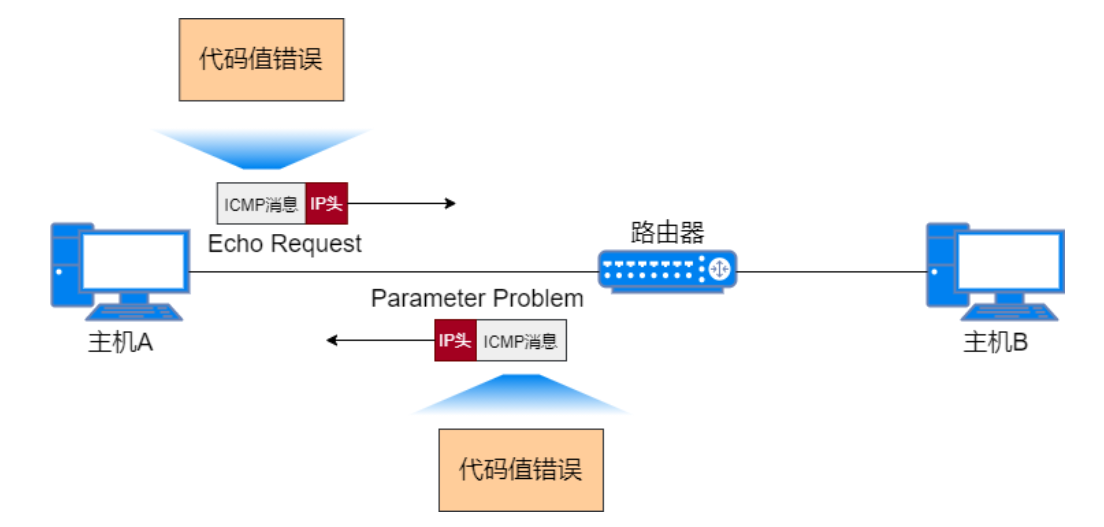 代码值错误
ICMP消息 IP头
Echo Request
路由器
Parameter Problem
主机A
主机B
IP头 ICMP消息
代码值错误